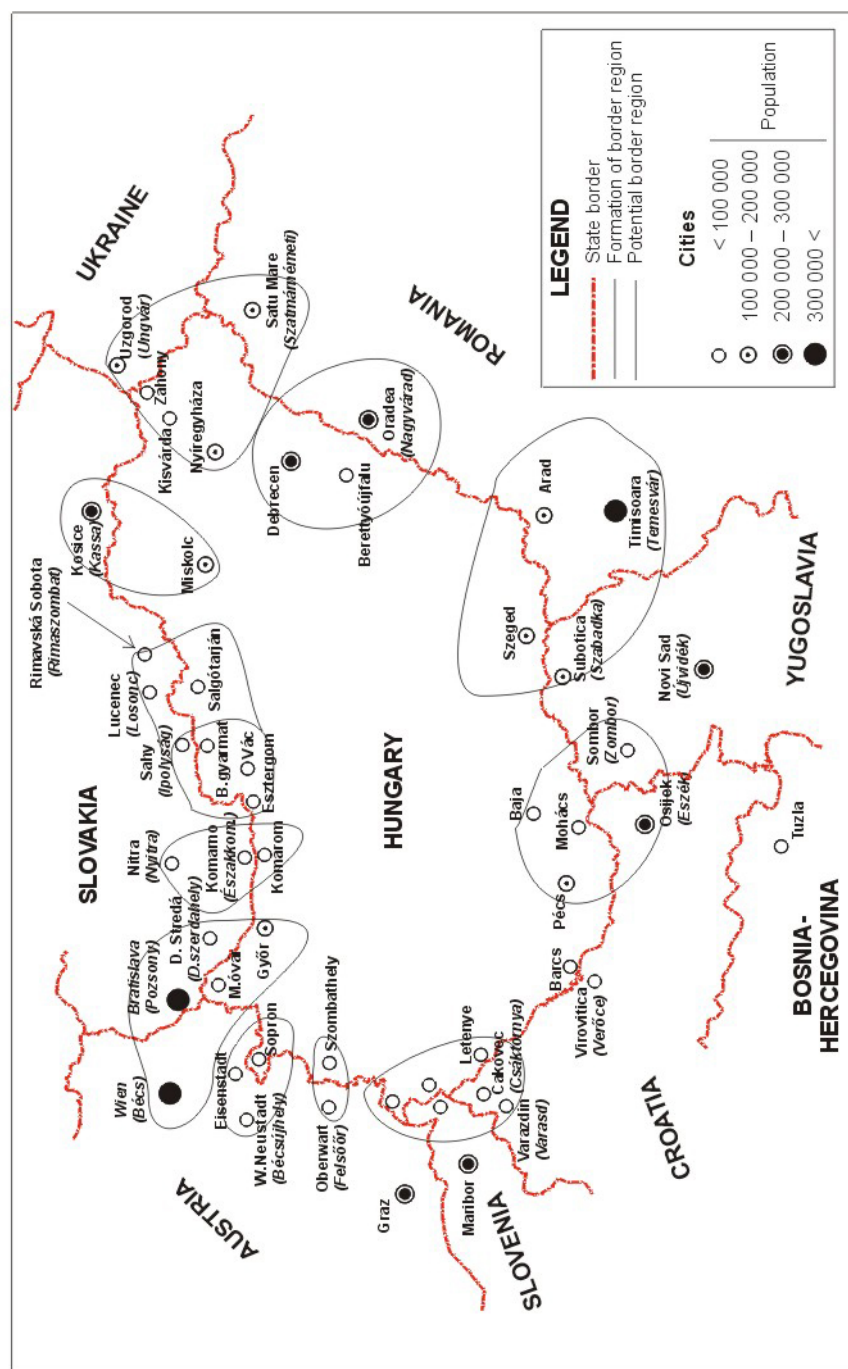 UKRAINE
Uzgorod
(Ungvár)
Záhony
Kisvárda
Nyíregyháza
Satu Mare
(Szatmárnémeti)
ROMANIA
Kosice
(Kassa)
Miskolc
Debrecen
Berettyóújfalu
Oradea
(Nagyvárad)
Rimavská Sobota
(Rimaszombat)
Lucenec
(Losonc)
Salgótarján
Sahy
(Ipolyság)
B.gyarmat
Vác
Esztergom
SLOVAKIA
HUNGARY
Nitra
(Nyitra)
Komarno
(Északkom.)
Komárom
D. Stredá
(D.szerdahely)
Bratislava
(Pozsony)
M.óvár
Győr
Wien
(Bécs)
Eisenstadt
Sopron
W.Neustadt
(Bécsújhely)
Szombathely
Oberwart
(Felsőőr)
AUSTRIA
Graz
Maribor
SLOVENIA
Letenye
Cakovec
(Csáktornya)
Varazdin
(Varasd)
CROATIA
Barcs
Virovitica
(Verőce)
Pécs
Mohács
Baja
Sombor
(Zombor)
Osijek
(Eszék)
Tuzla
BOSNIA-
HERCEGOVINA
Szeged
Subotica
(Szabadka)
Arad
Timisoara
(Temesvár)
Novi Sad
(Újvidék)
YUGOSLAVIA
LEGEND
State border
Formation of border region
Potential border region
Cities
< 100 000
100 000 – 200 000
200 000 – 300 000
300 000 <
Population